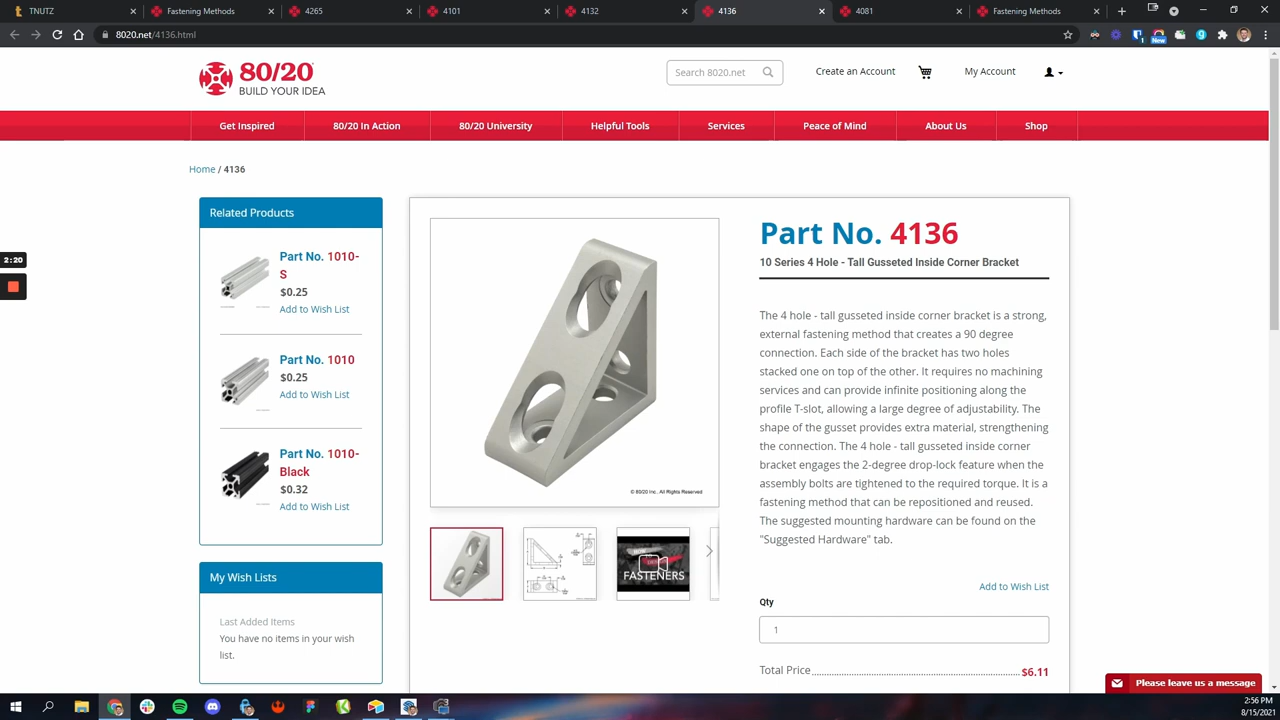 TNUTZ
Fastening Methods
4265
4101
4132
4136
4081
Fastening Methods
8020.net/4136.html
New
80/20
BUILD YOUR IDEA
Search 8020.net
Create an Account
My Account
Get Inspired
80/20 In Action
80/20 University
Helpful Tools
Services
Peace of Mind
About Us
Shop
Home / 4136
2:20
Related Products
Part No. 1010-
S
$0.25
Add to Wish List
Part No. 1010
$0.25
Add to Wish List
Part No. 1010-
Black
$0.32
Add to Wish List
My Wish Lists
Last Added Items
You have no items in your wish
list.
© 80/20 Inc., All Rights Reserved
FASTENERS
Part No. 4136
10 Series 4 Hole - Tall Gusseted Inside Corner Bracket
The 4 hole - tall gusseted inside corner bracket is a strong,
external fastening method that creates a 90 degree
connection. Each side of the bracket has two holes
stacked one on top of the other. It requires no machining
services and can provide infinite positioning along the
profile T-slot, allowing a large degree of adjustability. The
shape of the gusset provides extra material, strengthening
the connection. The 4 hole - tall gusseted inside corner
bracket engages the 2-degree drop-lock feature when the
assembly bolts are tightened to the required torque. It is a
fastening method that can be repositioned and reused.
The suggested mounting hardware can be found on the
"Suggested Hardware" tab.
Add to Wish List
Qty
1
Total Price
$6.11
Please leave us a message
2:56 PM
8/15/2021